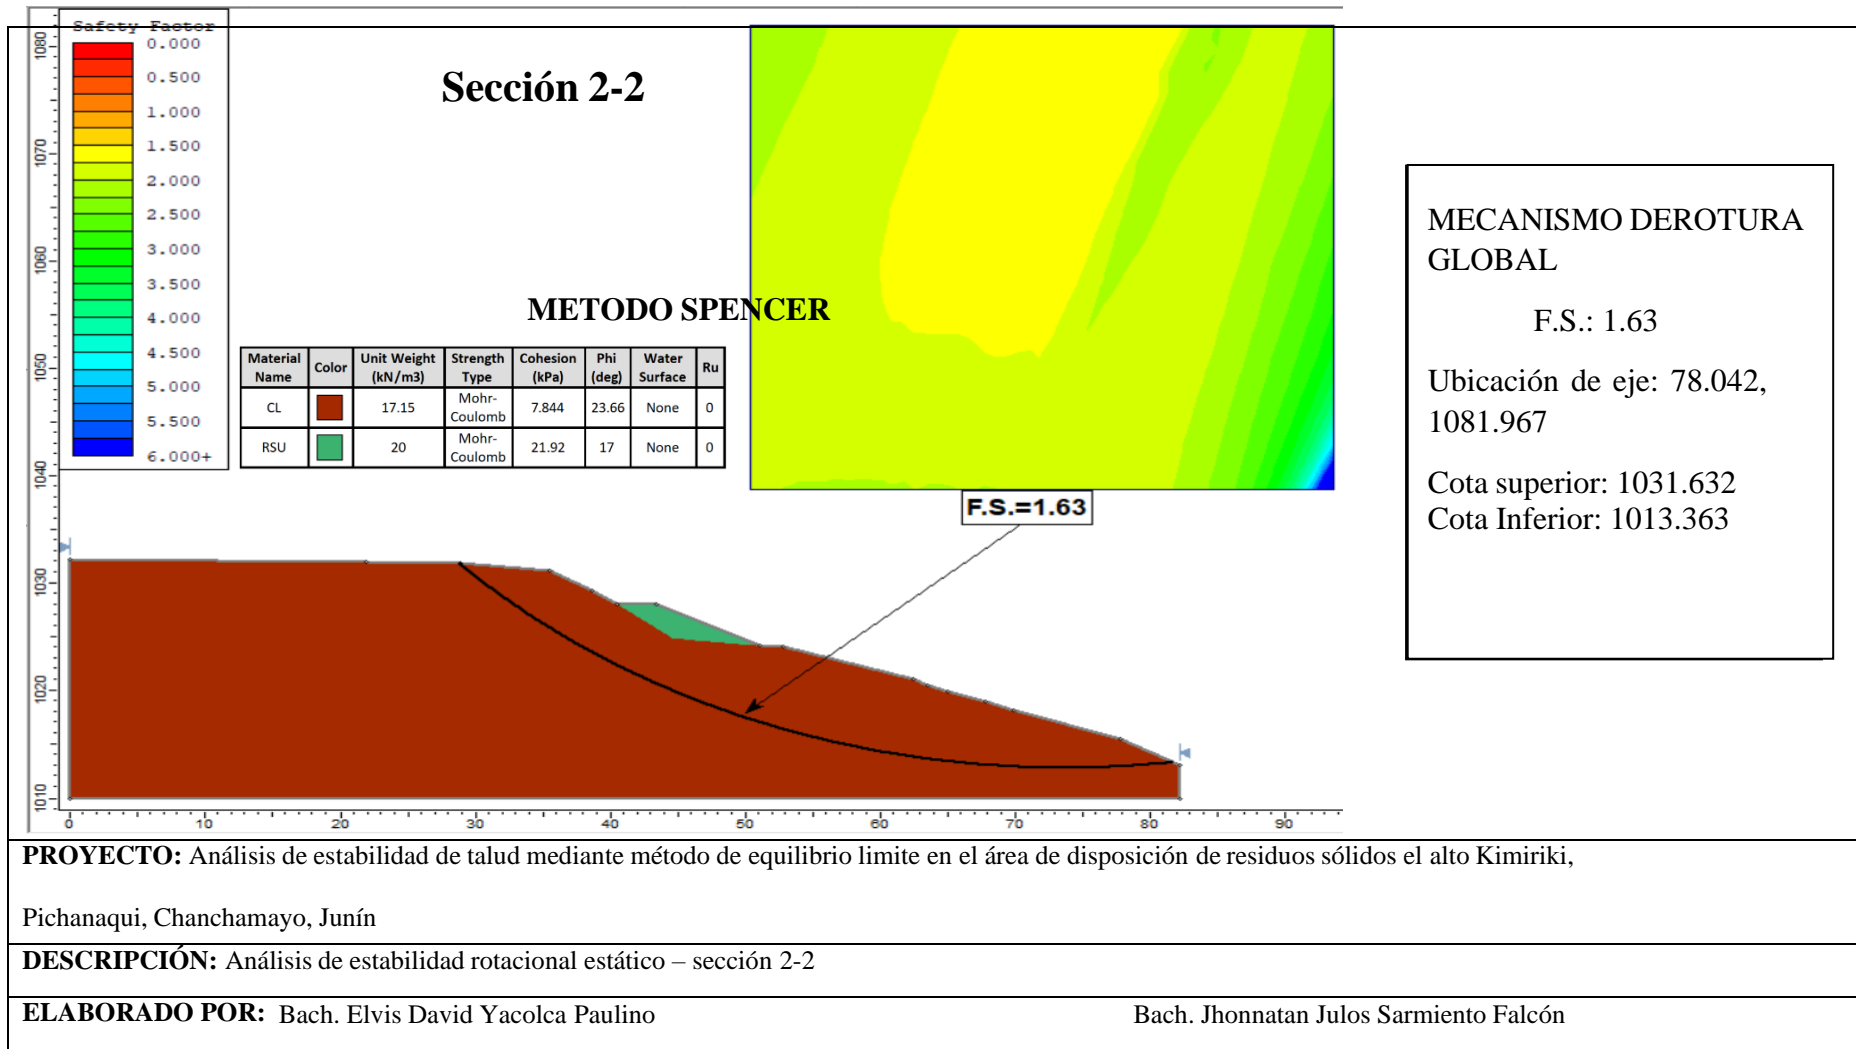 Safety Factor
0.000
0.500
1.000
1.500
2.000
2.500
3.000
3.500
4.000
4.500
5.000
5.500
6.000+
1080
1070
1060
1050
1040
1030
1020
1010
Sección 2-2
METODO SPENCER
Material Name Color Unit Weight (kN/m3) Strength Type Cohesion (kPa) Phi (deg) Water Surface Ru
CL 17.15 Mohr-Coulomb 7.844 23.66 None 0
RSU 20 Mohr-Coulomb 21.92 17 None 0
F.S.=1.63
0 10 20 30 40 50 60 70 80 90
MECANISMO DEROTURA
GLOBAL
F.S.: 1.63
Ubicación de eje: 78.042,
1081.967
Cota superior: 1031.632
Cota Inferior: 1013.363
PROYECTO: Análisis de estabilidad de talud mediante método de equilibrio limite en el área de disposición de residuos sólidos el alto Kimiriki,
Pichanaqui, Chanchamayo, Junín
DESCRIPCIÓN: Análisis de estabilidad rotacional estático – sección 2-2
ELABORADO POR: Bach. Elvis David Yacolca Paulino Bach. Jhonnatan Julos Sarmiento Falcón